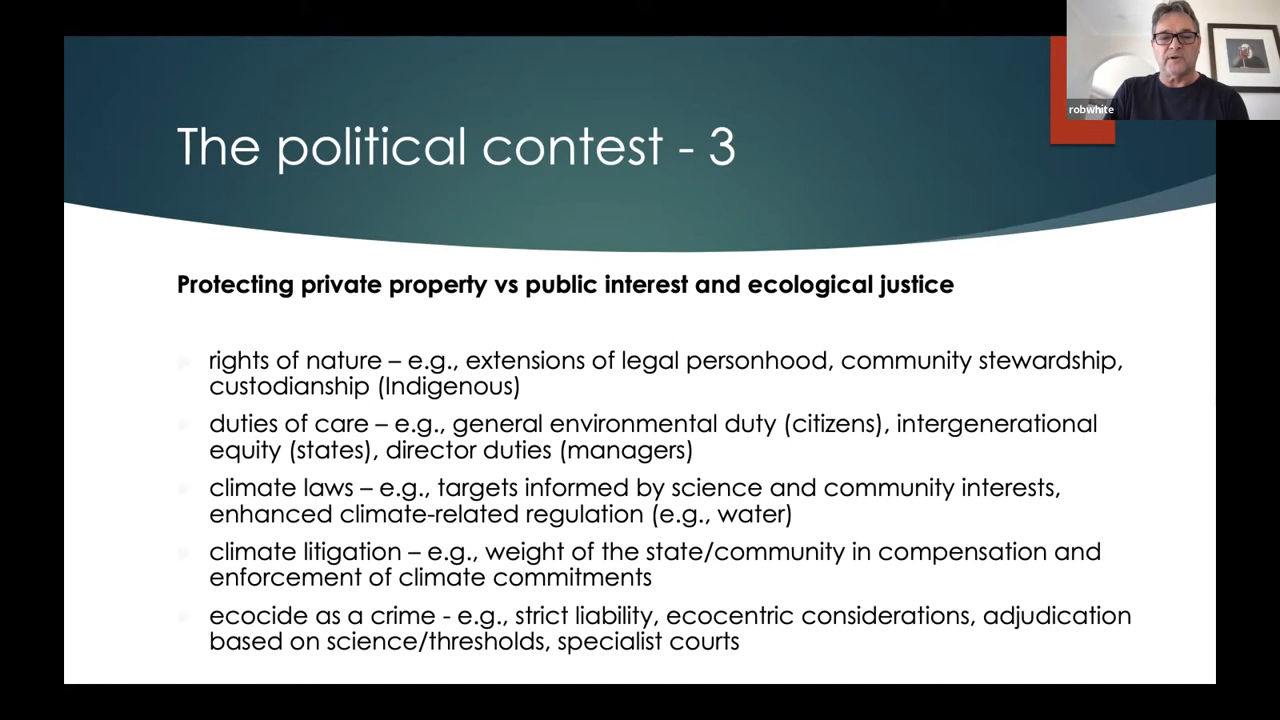 robwhite
The political contest - 3
Protecting private property vs public interest and ecological justice
rights of nature – e.g., extensions of legal personhood, community stewardship,
custodianship (Indigenous)
duties of care – e.g., general environmental duty (citizens), intergenerational
equity (states), director duties (managers)
climate laws – e.g., targets informed by science and community interests,
enhanced climate-related regulation (e.g., water)
climate litigation – e.g., weight of the state/community in compensation and
enforcement of climate commitments
ecocide as a crime - e.g., strict liability, ecocentric considerations, adjudication
based on science/thresholds, specialist courts